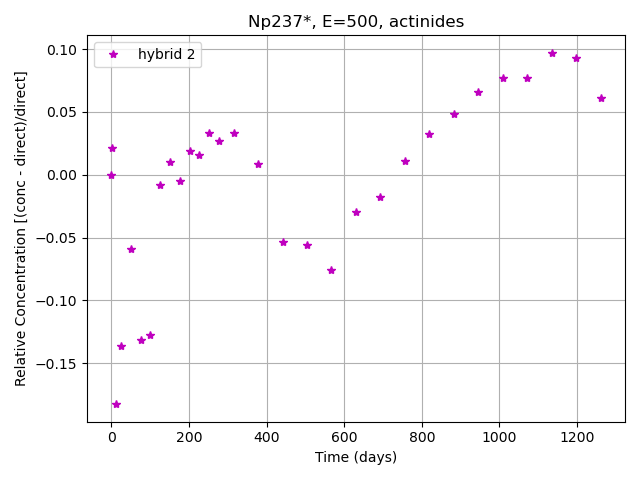 Np237*, E=500, actinides
hybrid 2
Relative Concentration [(conc - direct)/direct]
0.10
0.05
0.00
−0.05
−0.10
−0.15
0 200 400 600 800 1000 1200
Time (days)